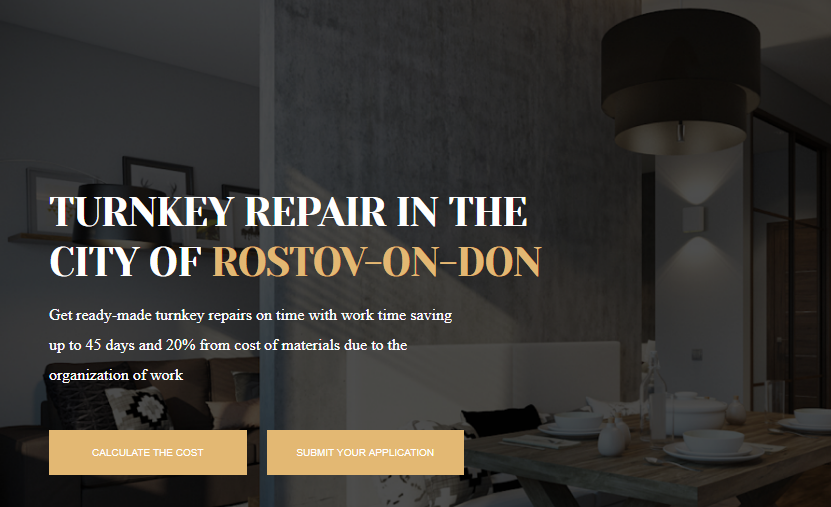 TURNKEY REPAIR IN THE
CITY OF ROSTOV-ON-DON
Get ready-made turnkey repairs on time with work time saving
up to 45 days and 20% from cost of materials due to the
organization of work
CALCULATE THE COST
SUBMIT YOUR APPLICATION